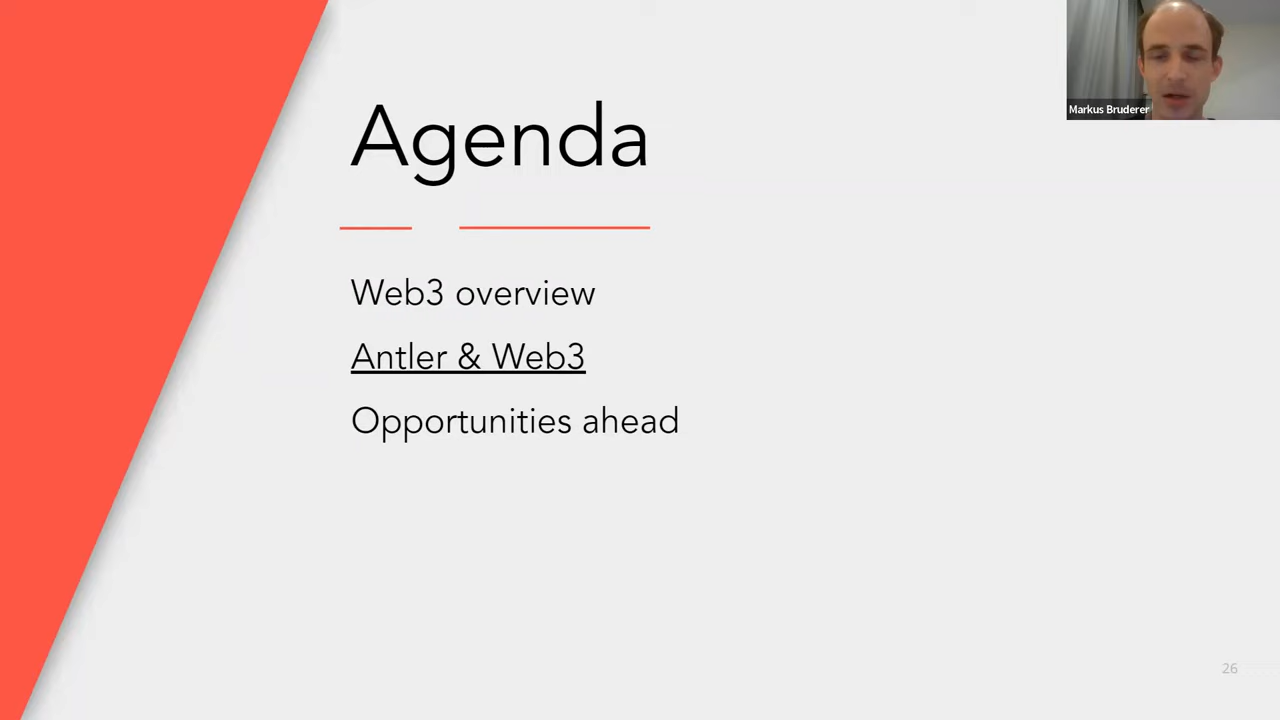 Agenda
Markus Bruderer
Web3 overview
Antler & Web3
Opportunities ahead
26